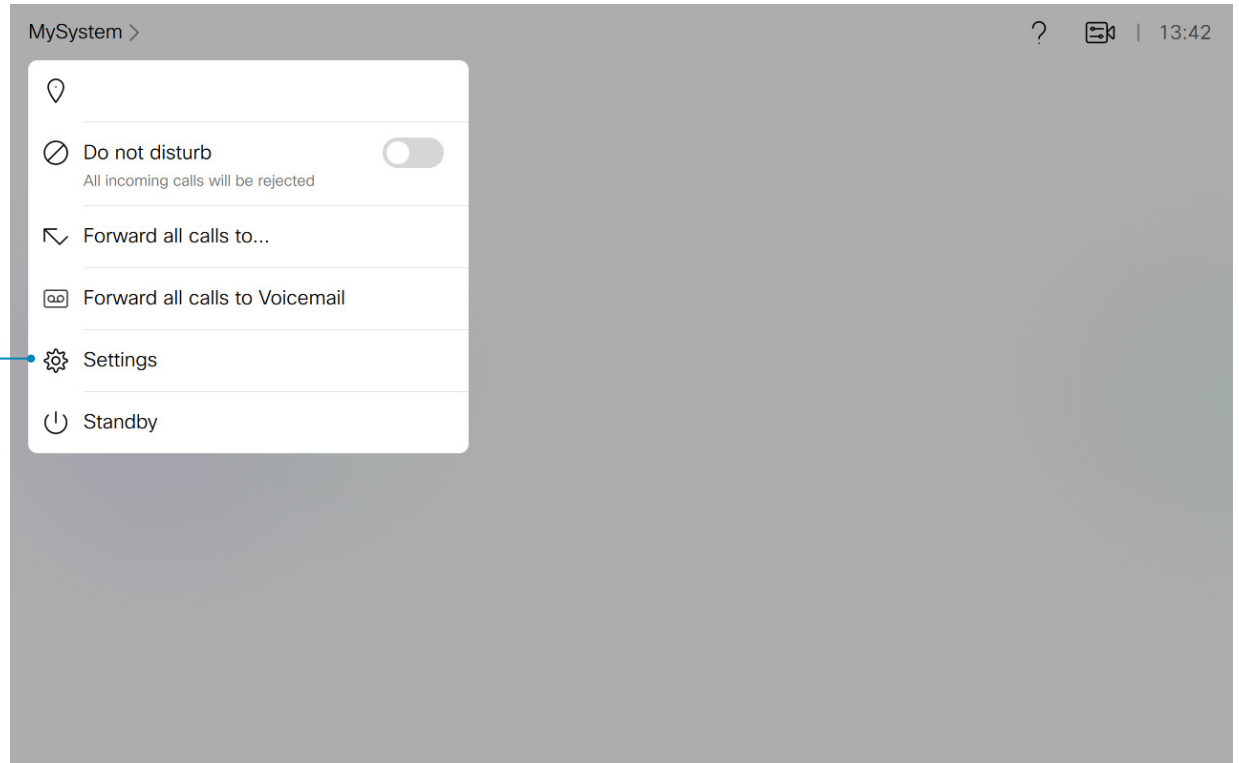 MySystem >
? | 13:42
Do not disturb
All incoming calls will be rejected
Forward all calls to...
Forward all calls to Voicemail
Settings
Standby